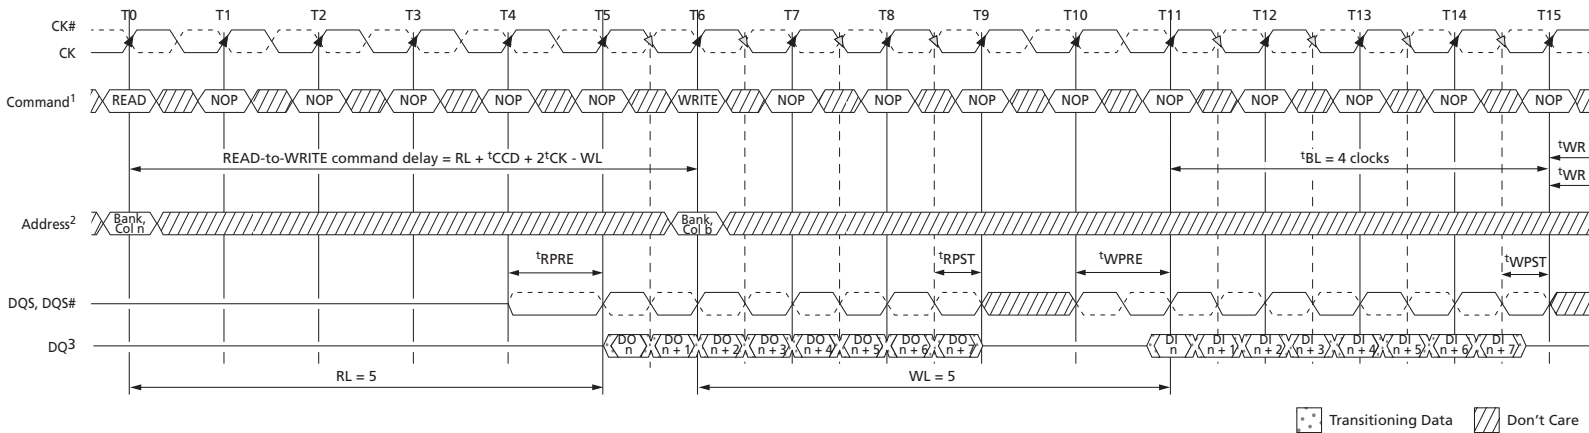 T0 T1 T2 T3 T4 T5 T6 T7 T8 T9 T10 T11 T12 T13 T14 T15
CK#
CK
Command1 READ NOP NOP NOP NOP NOP WRITE NOP NOP NOP NOP NOP NOP NOP NOP NOP
READ-to-WRITE command delay = RL + tCCD + 2tCK - WL
tBL = 4 clocks
tWR
tWR
Address2
Bank,
Col n
Bank,
Col b
tRPRE tRPST tWPRE tWPST
DQS, DQS#
DQ3
DO
n
DO
n + 1
DO
n + 2
DO
n + 3
DO
n + 4
DO
n + 5
DO
n + 6
DO
n + 7
DI
n
DI
n + 1
DI
n + 2
DI
n + 3
DI
n + 4
DI
n + 5
DI
n + 6
DI
n + 7
RL = 5
WL = 5
Transitioning Data
Don't Care